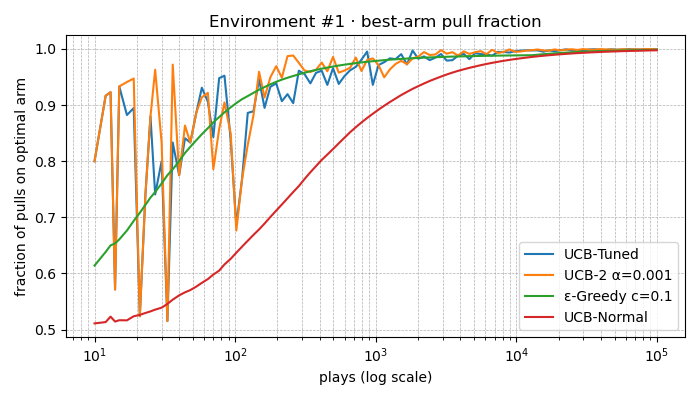 Environment #1 · best-arm pull fraction
fraction of pulls on optimal arm
1.0
0.9
0.8
0.7
0.6
0.5
UCB-Tuned
UCB-2 α=0.001
ε-Greedy c=0.1
UCB-Normal
10¹
10²
10³
10⁴
10⁵
plays (log scale)